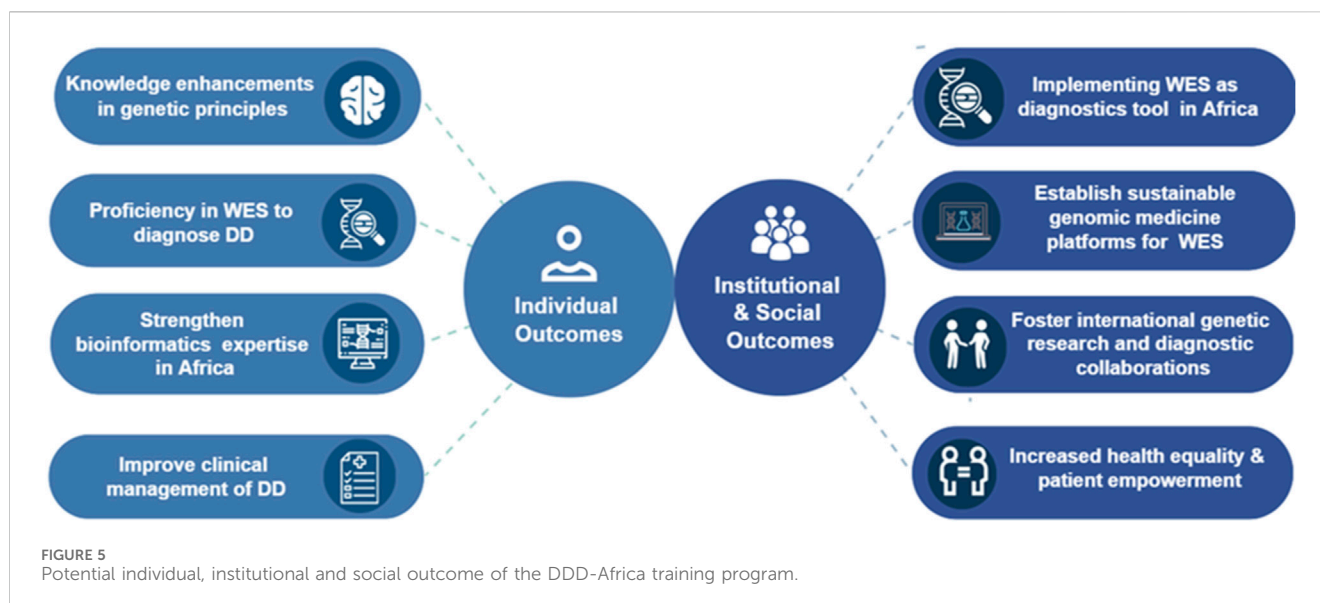 Knowledge enhancements
in genetic principles
Proficiency in WES to
diagnose DD
Strengthen
bioinformatics expertise
in Africa
Improve clinical
management of DD
Individual
Outcomes
Institutional
& Social
Outcomes
Implementing WES as
diagnostics tool in Africa
Establish sustainable
genomic medicine
platforms for WES
Foster international genetic
research and diagnostic
collaborations
Increased health equality &
patient empowerment
FIGURE 5
Potential individual, institutional and social outcome of the DDD-Africa training program.